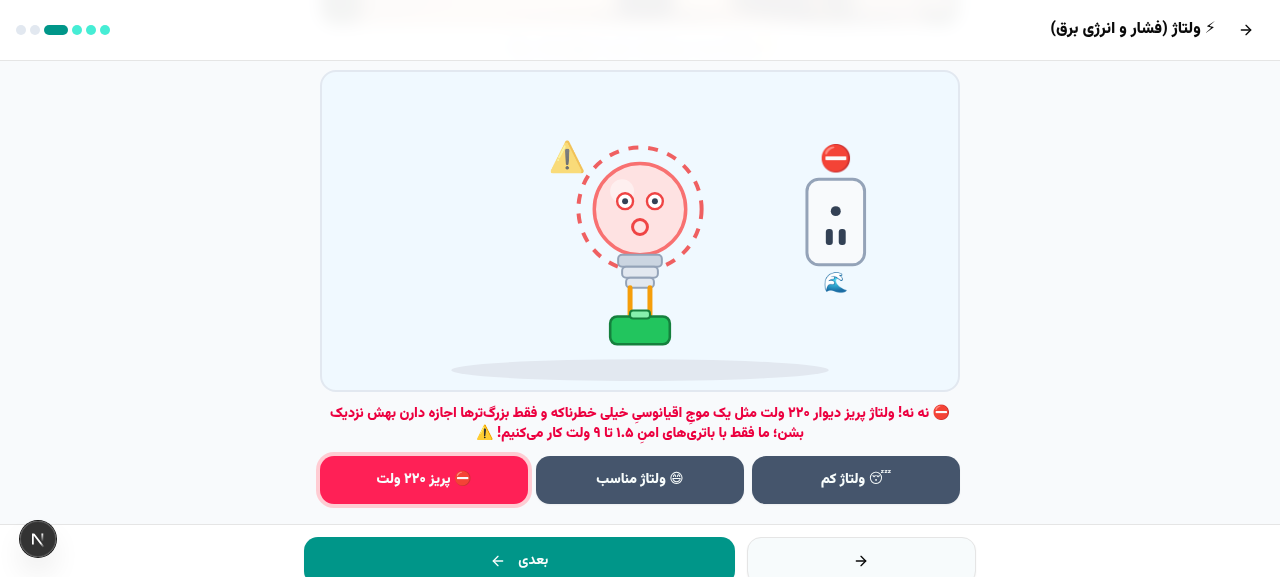 ⚡ ولتاژ (فشار و انرژی برق)
⛔ نه نه! ولتاژ پریز دیوار ۲۲۰ ولت مثل یک موجِ اقیانوسیِ خیلی خطرناکه و فقط بزرگ‌ترها اجازه دارن بهش نزدیک
بشن؛ ما فقط با باتری‌های امنِ ۱.۵ تا ۹ ولت کار می‌کنیم! ⚠️
😴 ولتاژ کم
😄 ولتاژ مناسب
⛔ پریز ۲۲۰ ولت
بعدی